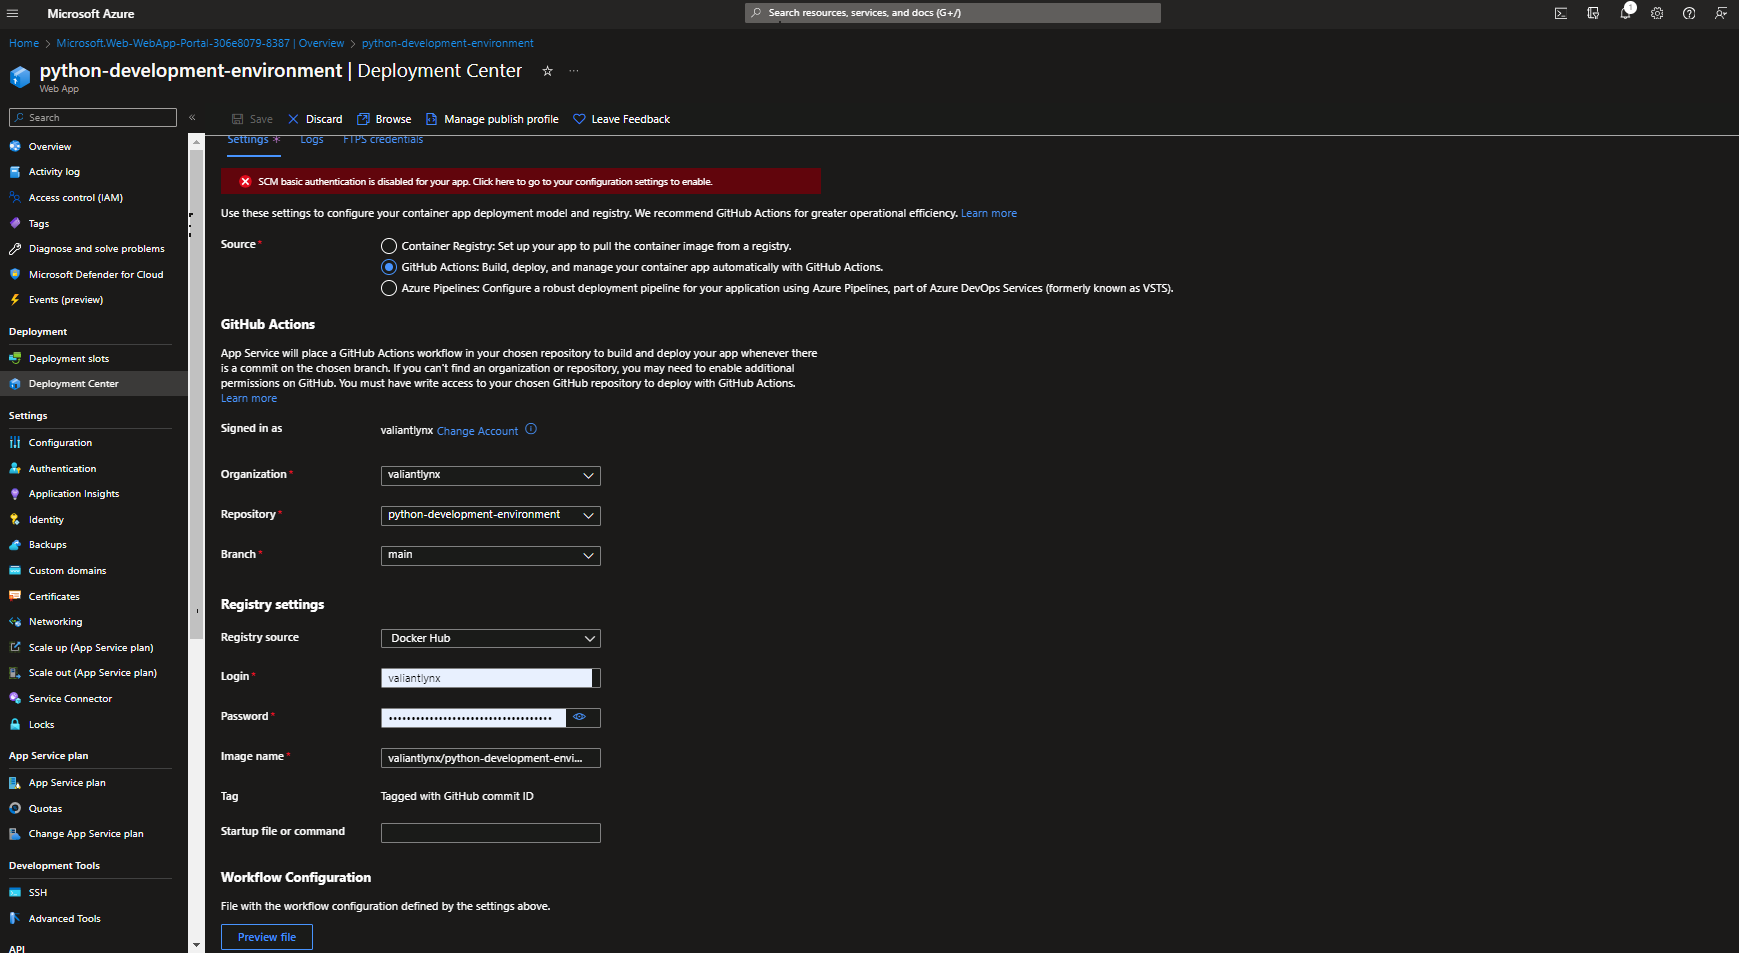 Microsoft Azure
Search resources, services, and docs (G+/)
1
Home > Microsoft.Web-WebApp-Portal-306e8079-8387 | Overview > python-development-environment
python-development-environment | Deployment Center
Web App
Search
Save
Discard
Browse
Manage publish profile
Leave Feedback
Overview
Activity log
Access control (IAM)
Tags
Diagnose and solve problems
Microsoft Defender for Cloud
Events (preview)
Deployment
Deployment slots
Deployment Center
Settings
Configuration
Authentication
Application Insights
Identity
Backups
Custom domains
Certificates
Networking
Scale up (App Service plan)
Scale out (App Service plan)
Service Connector
Locks
App Service plan
App Service plan
Quotas
Change App Service plan
Development Tools
SSH
Advanced Tools
API
Settings *
Logs
FTPS credentials
SCM basic authentication is disabled for your app. Click here to go to your configuration settings to enable.
Use these settings to configure your container app deployment model and registry. We recommend GitHub Actions for greater operational efficiency. Learn more
Source *
Container Registry: Set up your app to pull the container image from a registry.
GitHub Actions: Build, deploy, and manage your container app automatically with GitHub Actions.
Azure Pipelines: Configure a robust deployment pipeline for your application using Azure Pipelines, part of Azure DevOps Services (formerly known as VSTS).
GitHub Actions
App Service will place a GitHub Actions workflow in your chosen repository to build and deploy your app whenever there
is a commit on the chosen branch. If you can't find an organization or repository, you may need to enable additional
permissions on GitHub. You must have write access to your chosen GitHub repository to deploy with GitHub Actions.
Learn more
Signed in as
valiantlynx Change Account
Organization *
valiantlynx
Repository *
python-development-environment
Branch *
main
Registry settings
Registry source
Docker Hub
Login *
valiantlynx
Password *
Image name *
valiantlynx/python-development-envi...
Tag
Tagged with GitHub commit ID
Startup file or command
Workflow Configuration
File with the workflow configuration defined by the settings above.
Preview file